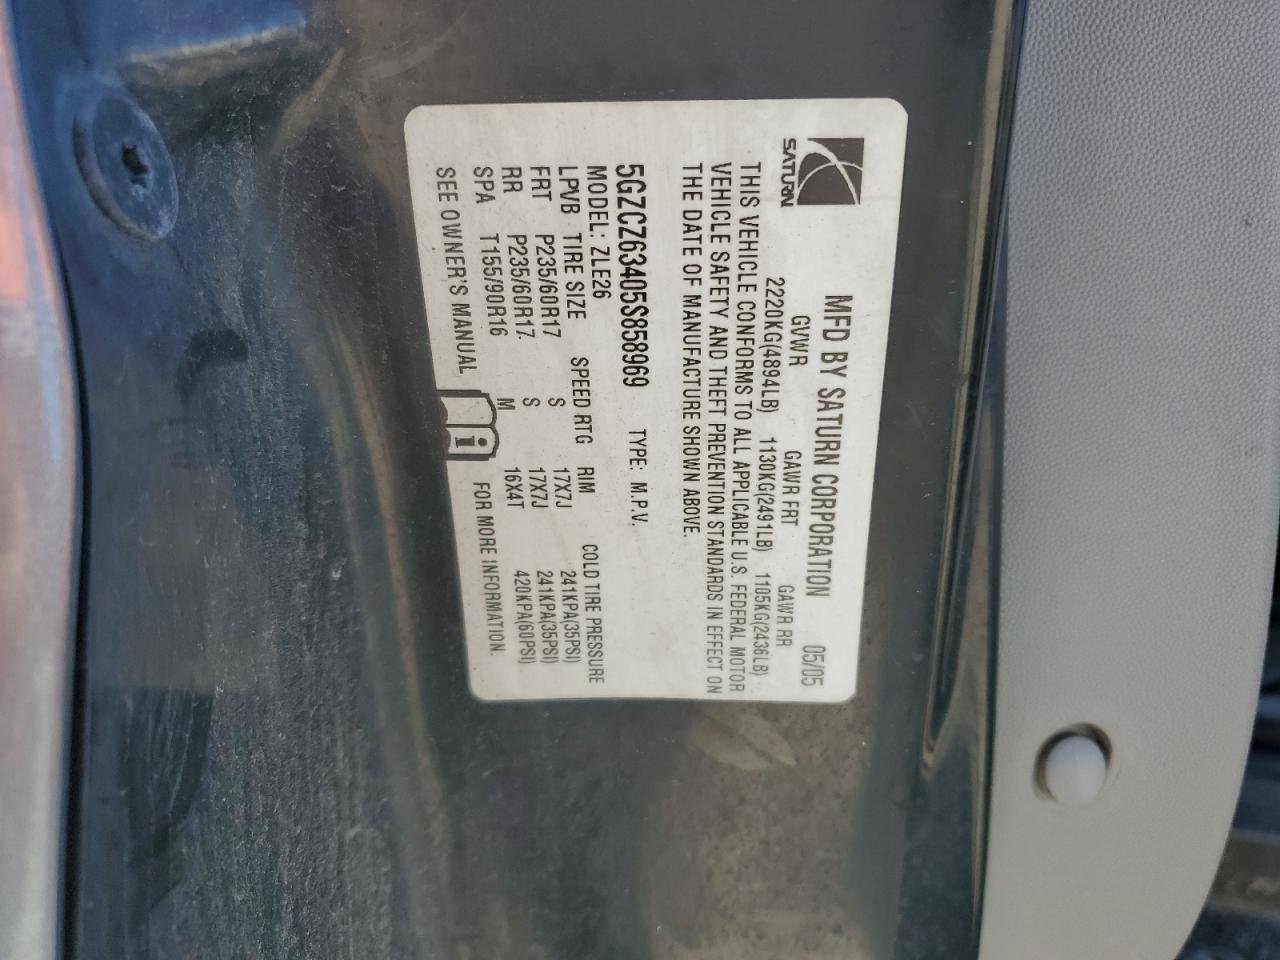 SATURN
MFD BY SATURN CORPORATION 05/05
GVWR GAWR FRT GAWR RR
2220KG(4894LB) 1130KG(2491LB) 1105KG(2436LB)
THIS VEHICLE CONFORMS TO ALL APPLICABLE U.S. FEDERAL MOTOR
VEHICLE SAFETY AND THEFT PREVENTION STANDARDS IN EFFECT ON
THE DATE OF MANUFACTURE SHOWN ABOVE.
5GZCZ63405S858969 TYPE: M.P.V.
MODEL: ZLE26
LPVB TIRE SIZE SPEED RTG RIM COLD TIRE PRESSURE
FRT P235/60R17 S 17X7J 241KPA(35PSI)
RR P235/60R17 S 17X7J 241KPA(35PSI)
SPA T155/90R16 M 16X4T 420KPA(60PSI)
SEE OWNER'S MANUAL i FOR MORE INFORMATION.